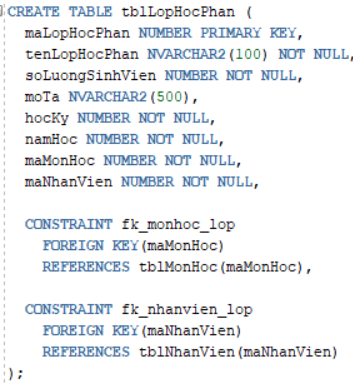 CREATE TABLE tblLopHocPhan (
maLopHocPhan NUMBER PRIMARY KEY,
tenLopHocPhan NVARCHAR2(100) NOT NULL,
soLuongSinhVien NUMBER NOT NULL,
moTa NVARCHAR2(500),
hocKy NUMBER NOT NULL,
namHoc NUMBER NOT NULL,
maMonHoc NUMBER NOT NULL,
maNhanVien NUMBER NOT NULL,
CONSTRAINT fk_monhoc_lop
FOREIGN KEY(maMonHoc)
REFERENCES tblMonHoc(maMonHoc),
CONSTRAINT fk_nhanvien_lop
FOREIGN KEY(maNhanVien)
REFERENCES tblNhanVien(maNhanVien)
);